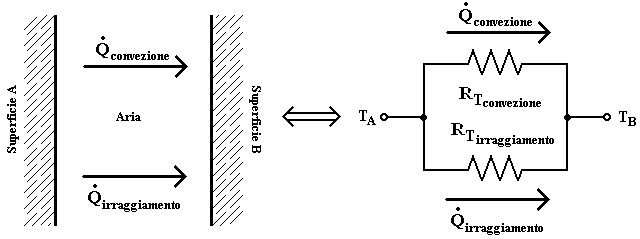 Superficie A
Q̇convezione
Aria
Q̇irraggiamento
Superficie B
TA
Q̇convezione
RTconvezione
RTirraggiamento
Q̇irraggiamento
TB